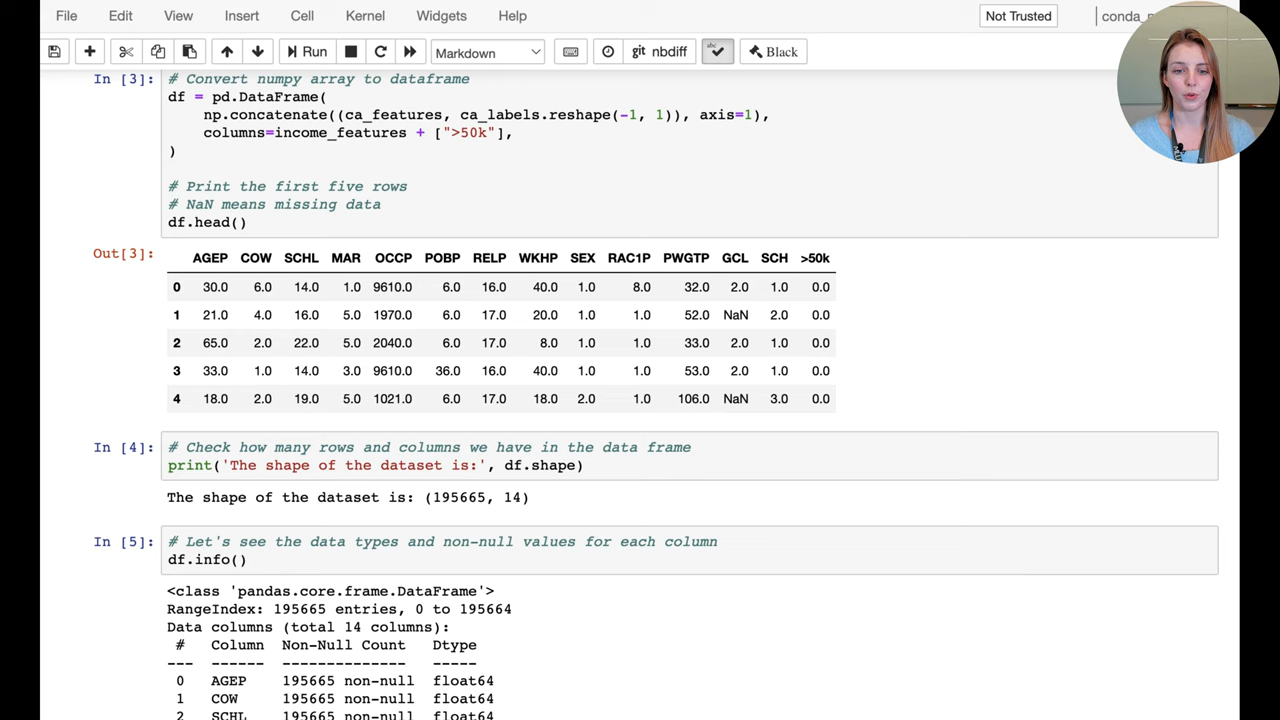 File Edit View Insert Cell Kernel Widgets Help Not Trusted
Run Markdown git nbdiff abc Black
In [3]: # Convert numpy array to dataframe
df = pd.DataFrame(
np.concatenate((ca_features, ca_labels.reshape(-1, 1)), axis=1),
columns=income_features + [">50k"],
)
# Print the first five rows
# NaN means missing data
df.head()
Out[3]: AGEP COW SCHL MAR OCCP POBP RELP WKHP SEX RAC1P PWGTP GCL SCH >50k
0 30.0 6.0 14.0 1.0 9610.0 6.0 16.0 40.0 1.0 8.0 32.0 2.0 1.0 0.0
1 21.0 4.0 16.0 5.0 1970.0 6.0 17.0 20.0 1.0 1.0 52.0 NaN 2.0 0.0
2 65.0 2.0 22.0 5.0 2040.0 6.0 17.0 8.0 1.0 1.0 33.0 2.0 1.0 0.0
3 33.0 1.0 14.0 3.0 9610.0 36.0 16.0 40.0 1.0 1.0 53.0 2.0 1.0 0.0
4 18.0 2.0 19.0 5.0 1021.0 6.0 17.0 18.0 2.0 1.0 106.0 NaN 3.0 0.0
In [4]: # Check how many rows and columns we have in the data frame
print('The shape of the dataset is:', df.shape)
The shape of the dataset is: (195665, 14)
In [5]: # Let's see the data types and non-null values for each column
df.info()
<class 'pandas.core.frame.DataFrame'>
RangeIndex: 195665 entries, 0 to 195664
Data columns (total 14 columns):
# Column Non-Null Count Dtype
--- ------ -------------- -----
0 AGEP 195665 non-null float64
1 COW 195665 non-null float64
2 SCHL 195665 non-null float64